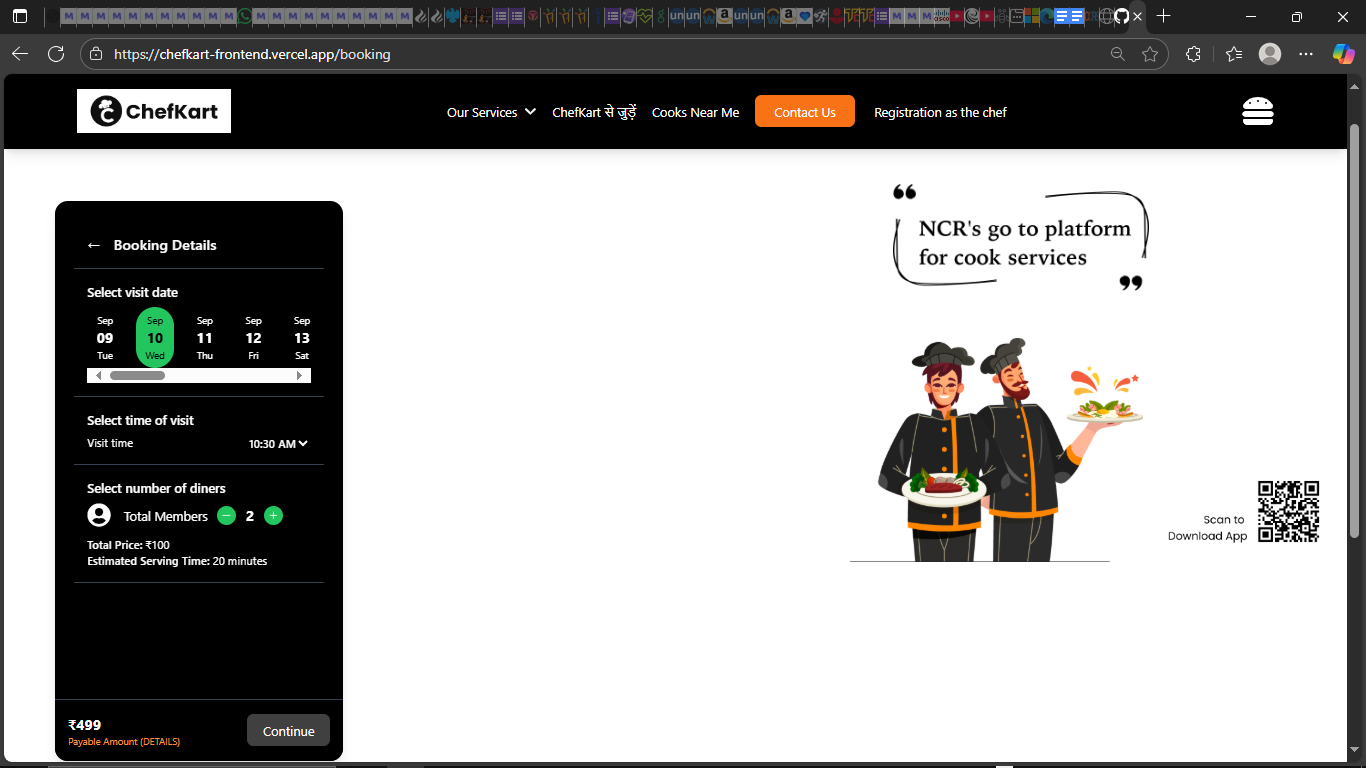 https://chefkart-frontend.vercel.app/booking
ChefKart
Our Services
ChefKart से जुड़ें
Cooks Near Me
Contact Us
Registration as the chef
← Booking Details
Select visit date
Sep Sep Sep Sep Sep
09 10 11 12 13
Tue Wed Thu Fri Sat
Select time of visit
Visit time 10:30 AM
Select number of diners
Total Members − 2 +
Total Price: ₹100
Estimated Serving Time: 20 minutes
₹499
Payable Amount (DETAILS)
Continue
❝
NCR's go to platform
for cook services
❞
Scan to
Download App